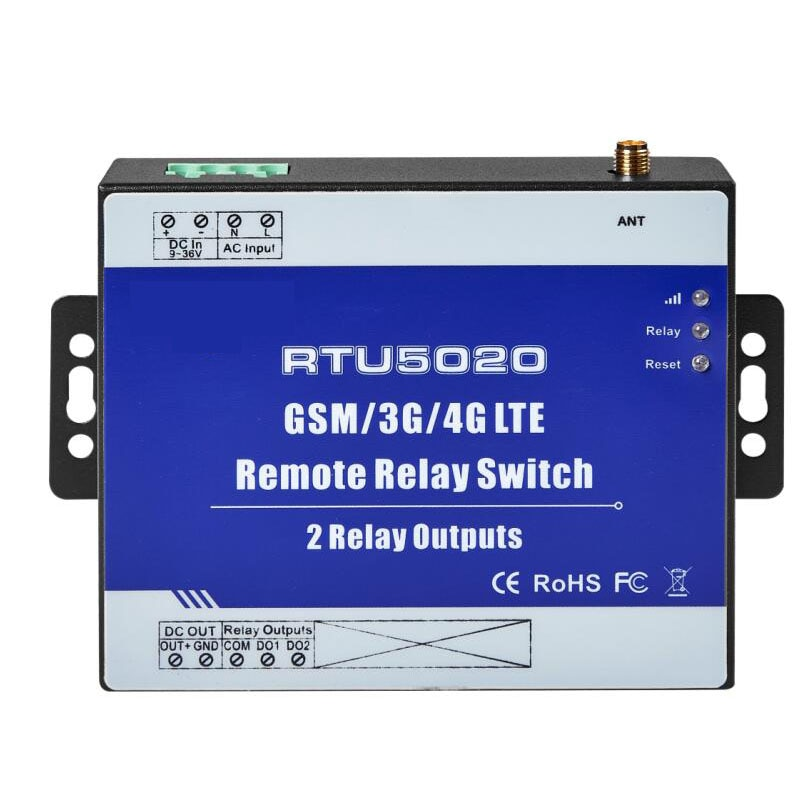 ANT
+ - N L
DC In AC Input
9~36V
Relay
RTU5020
Reset
GSM/3G/4G LTE
Remote Relay Switch
2 Relay Outputs
CE RoHS FC
DC OUT Relay Outputs
OUT+ GND COM DO1 DO2